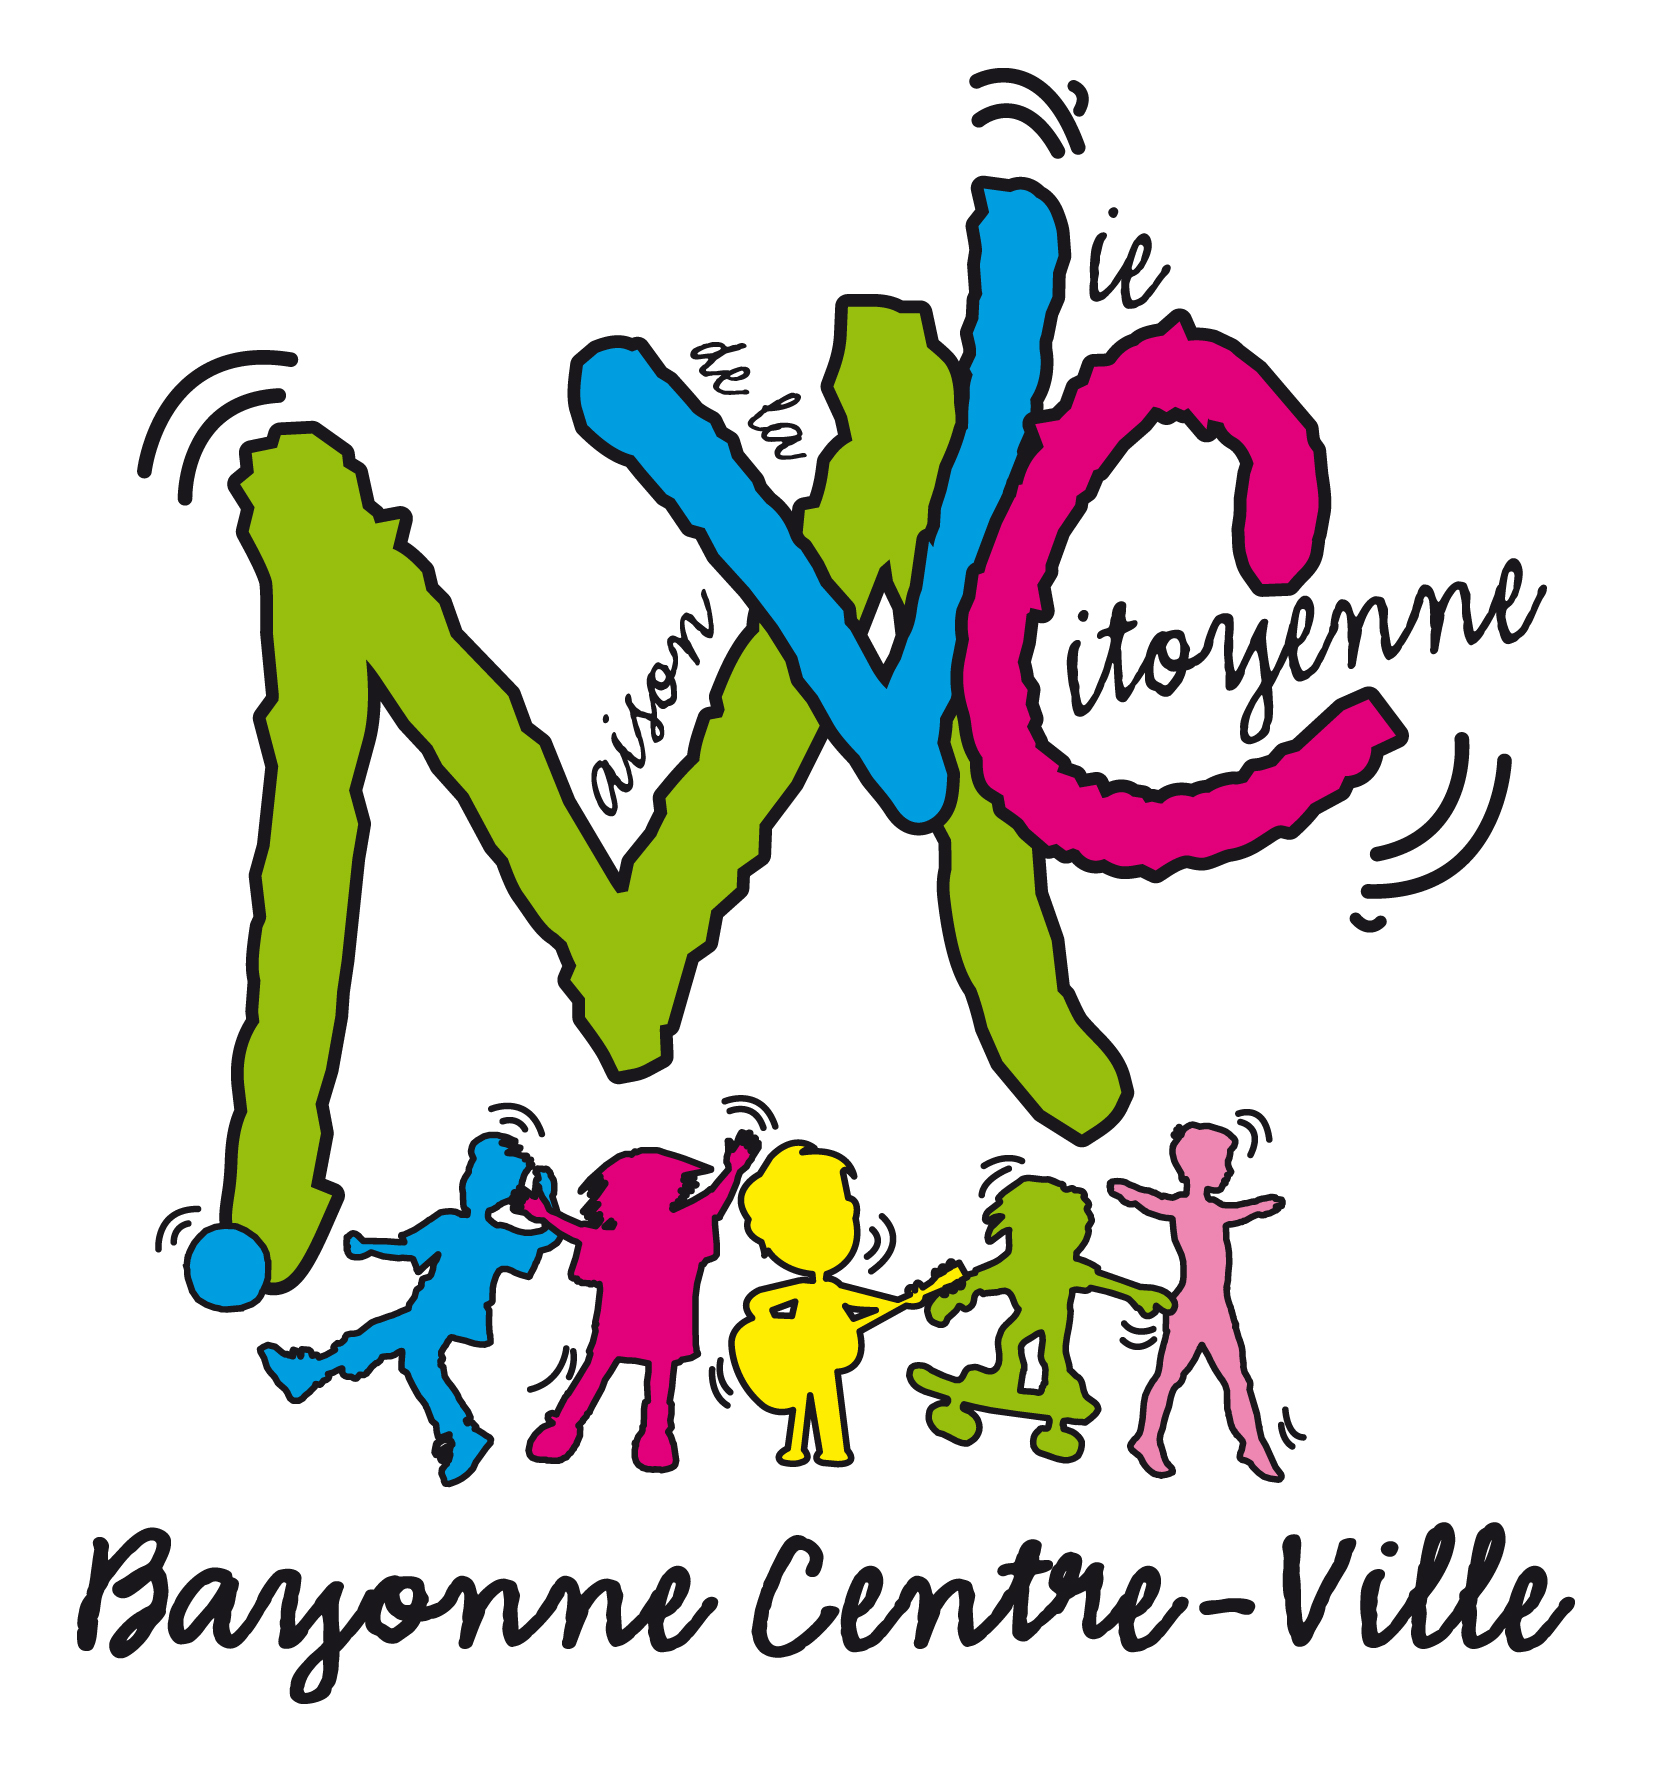 Maison
de la
Vie
Citoyenne
Bayonne Centre-Ville